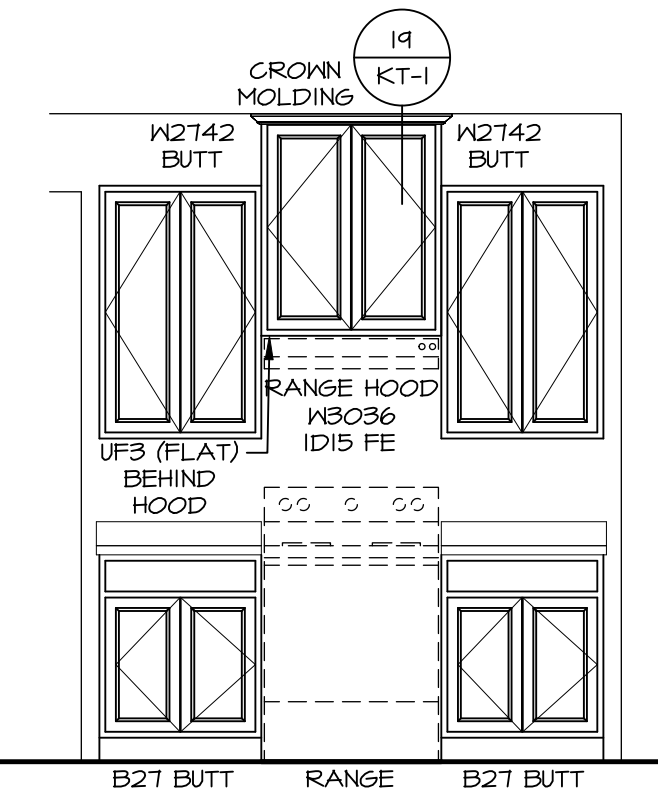 19
KT-1
CROWN
MOLDING
W2742
BUTT
W2742
BUTT
RANGE HOOD
W3036
1D15 FE
UF3 (FLAT)
BEHIND
HOOD
B27 BUTT
RANGE
B27 BUTT